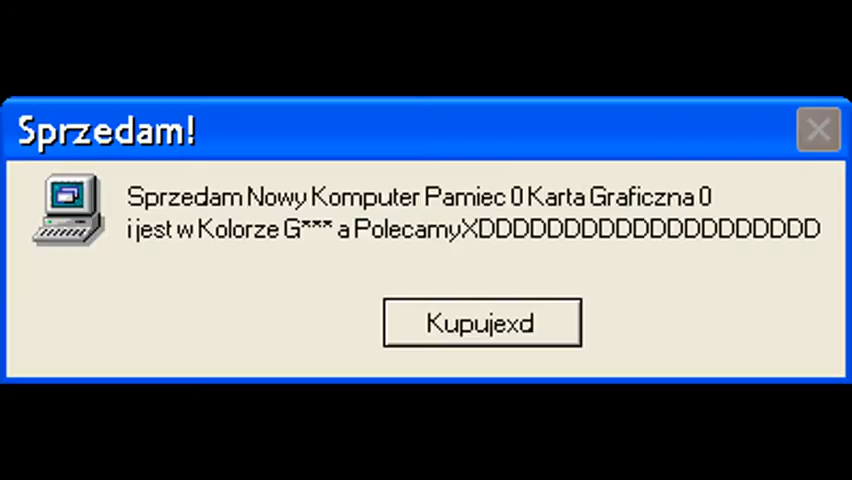 Sprzedam!
Sprzedam Nowy Komputer Pamiec 0 Karta Graficzna 0
i jest w Kolorze G*** a PolecamyXDDDDDDDDDDDDDDDDDDDD
Kupujexd